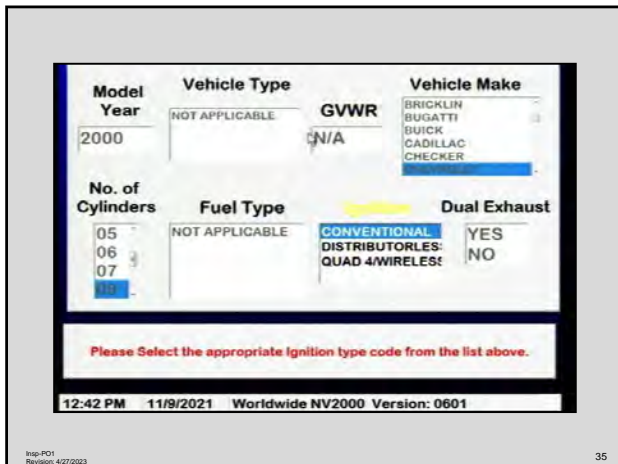 Model
Year
Vehicle Type
GVWR
Vehicle Make
2000
NOT APPLICABLE
N/A
BRICKLIN
BUGATTI
BUICK
CADILLAC
CHECKER
CHEVROLET
No. of
Cylinders
Fuel Type
Ignition
Dual Exhaust
05
06
07
08
NOT APPLICABLE
CONVENTIONAL
DISTRIBUTORLES
QUAD 4/WIRELESS
YES
NO
Please Select the appropriate Ignition type code from the list above.
12:42 PM 11/9/2021 Worldwide NV2000 Version: 0601
Insp-PO1
Revision: 4/27/2023
35